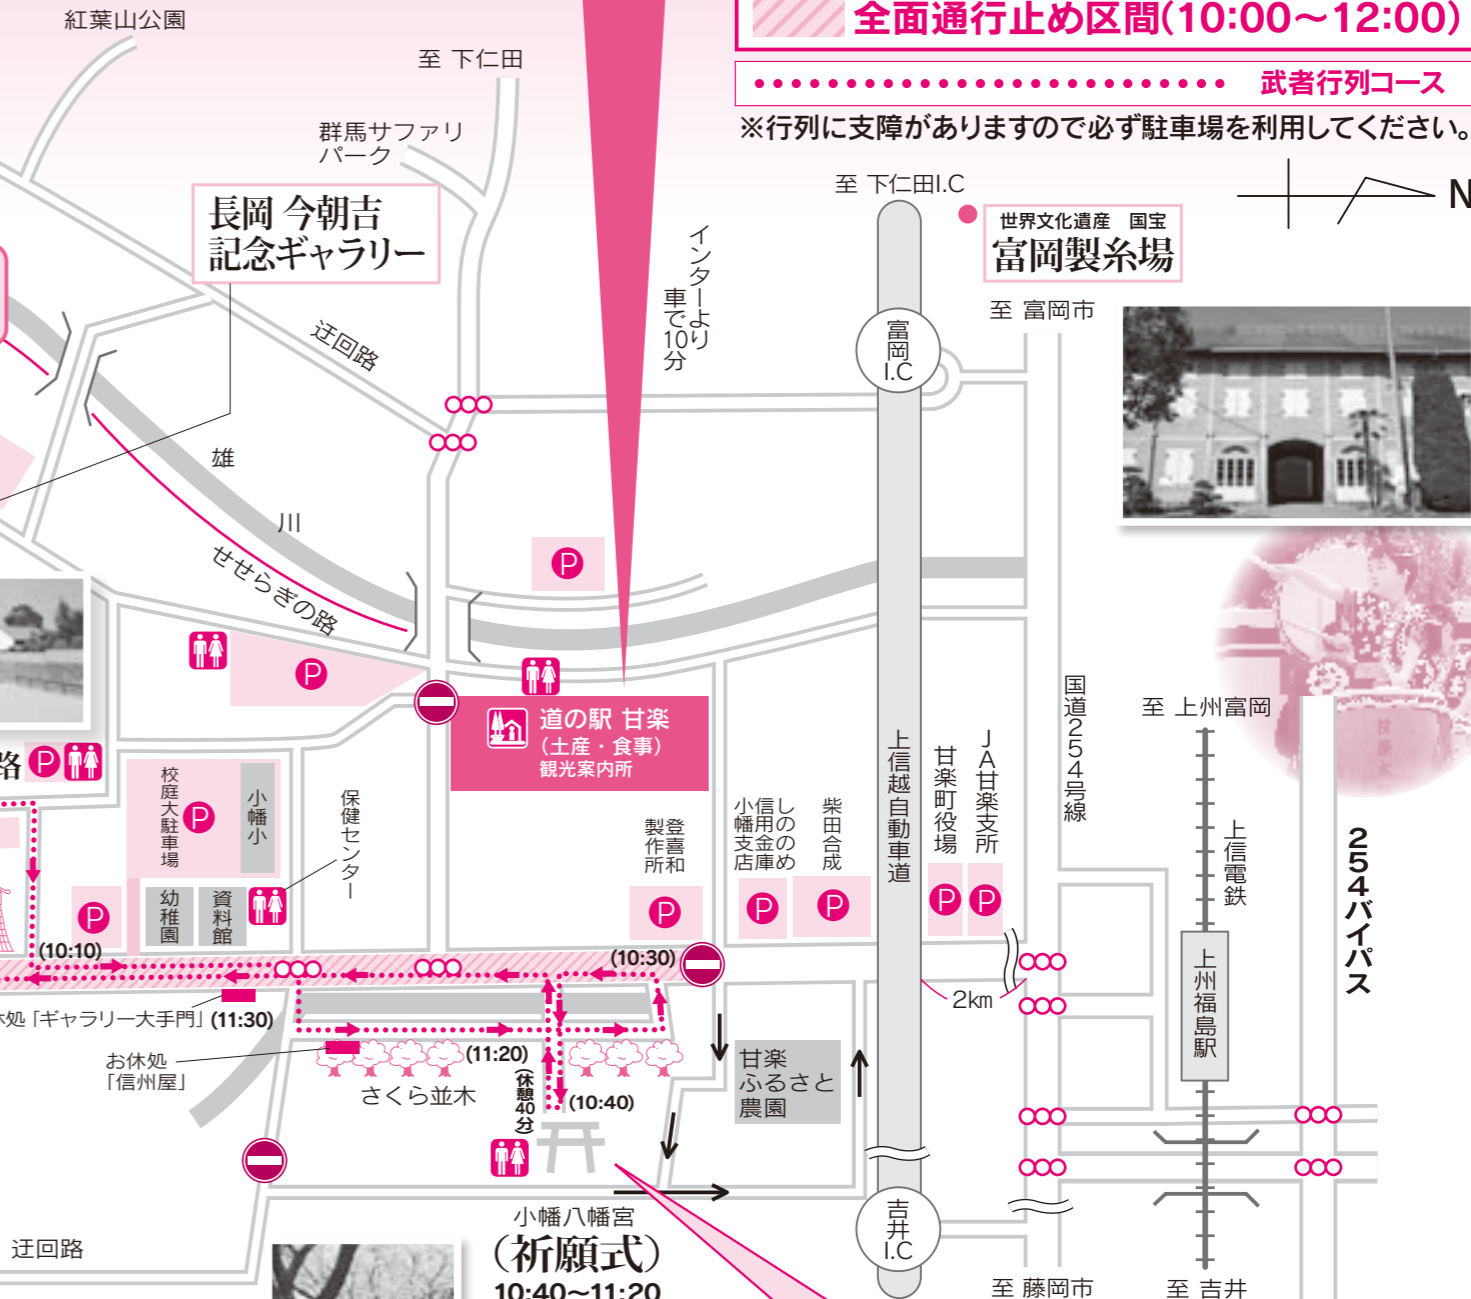 紅葉山公園
至 下仁田
群馬サファリ
パーク
長岡 今朝吉
記念ギャラリー
全面通行止め区間(10:00〜12:00)
武者行列コース
※行列に支障がありますので必ず駐車場を利用してください。
至 下仁田I.C
N
世界文化遺産 国宝
富岡製糸場
至 富岡市
インターより
車で10分
富岡
I.C
迂回路
雄
川
せせらぎの路
P
P
道の駅 甘楽
(土産・食事)
観光案内所
国道254号線
至 上州富岡
路 P
校庭大駐車場
P
小幡小
保健センター
登喜和
製作所
P
しののめ
信用金庫
小幡支店
P
柴田合成
P
上信越自動車道
甘楽町役場
P
JA甘楽支所
P
上信電鉄
254バイパス
P
幼稚園
資料館
(10:10)
(10:30)
2km
上州福島駅
休処「ギャラリー大手門」(11:30)
お休処
「信州屋」
(11:20)
さくら並木
(休憩40分)
(10:40)
甘楽
ふるさと
農園
小幡八幡宮
(祈願式)
10:40〜11:20
吉井
I.C
迂回路
至 藤岡市
至 吉井